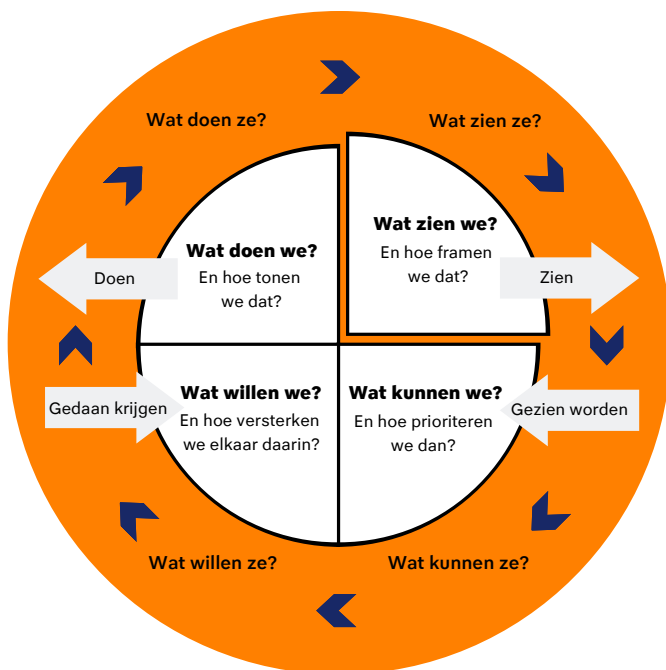 Wat doen ze?
Wat zien ze?
Wat doen we?
En hoe tonen
we dat?
Wat zien we?
En hoe framen
we dat?
Doen
Zien
Wat willen we?
En hoe versterken
we elkaar daarin?
Wat kunnen we?
En hoe prioriteren
we dan?
Gedaan krijgen
Gezien worden
Wat willen ze?
Wat kunnen ze?